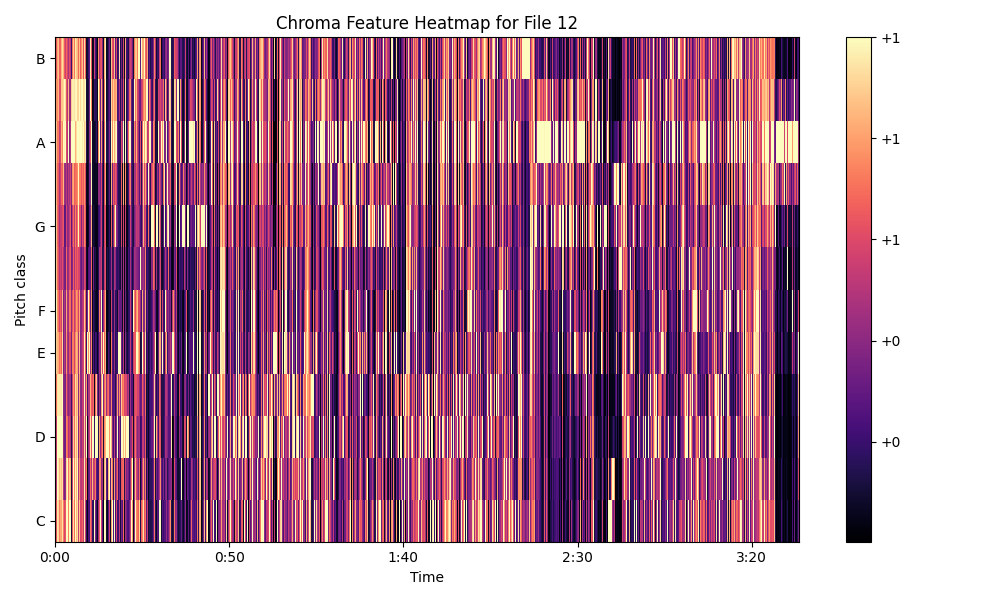 Chroma Feature Heatmap for File 12
Pitch class
B
A
G
F
E
D
C
0:00 0:50 1:40 2:30 3:20
Time
+1
+1
+1
+0
+0